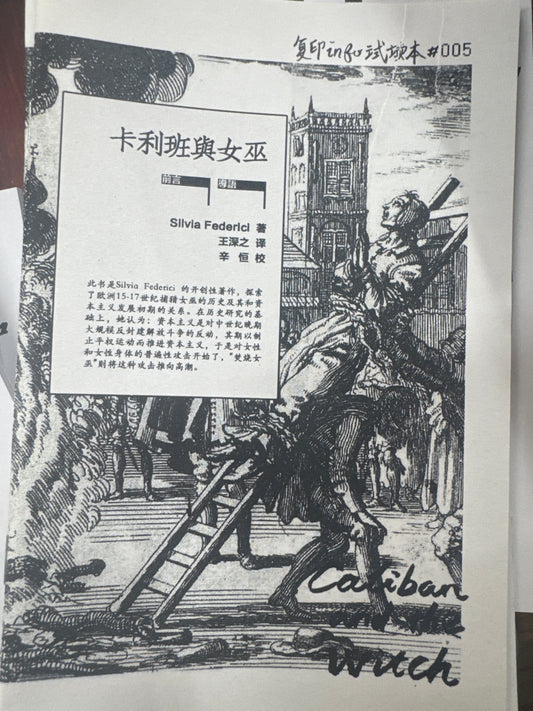 复印info试读本#005
卡利班與女巫
前言 導語
Silvia Federici 著
王深之 译
辛恒 校
此书是Silvia Federici 的开创性著作,探索
了欧洲15-17世纪捕猎女巫的历史及其和资
本主义发展初期的关系。在历史研究的基
础上,她认为:资本主义是对中世纪晚期
大规模反封建解放斗争的反动,其期以制
止平权运动而推进资本主义,于是对女性
和女性身体的普遍性攻击开始了,“焚烧女
巫”则将这种攻击推向高潮。
Caliban
and the
Witch